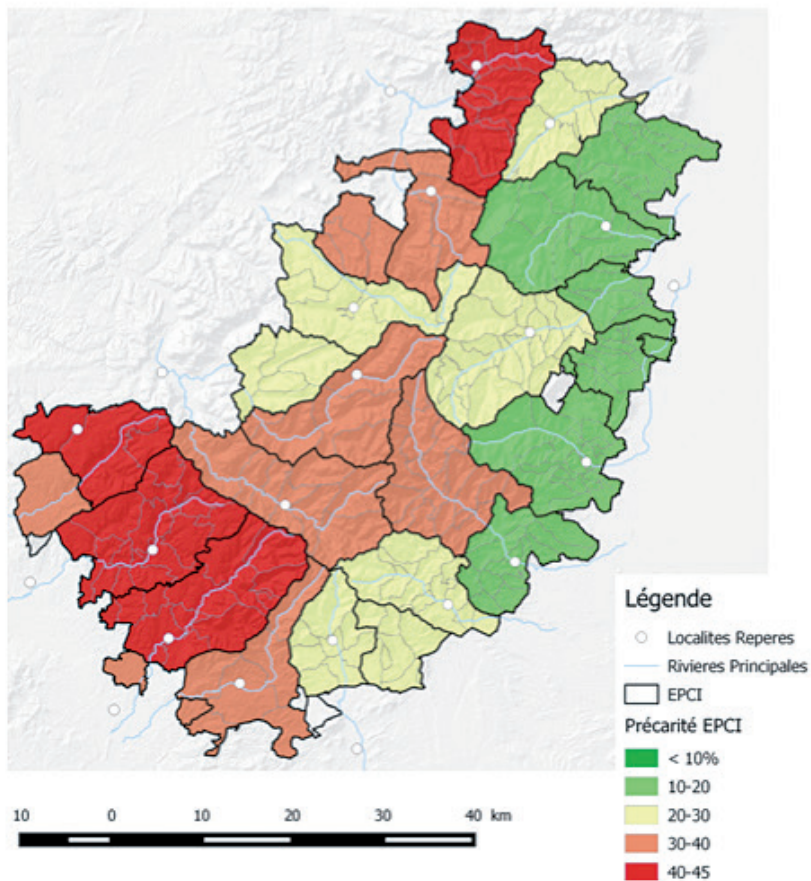 Légende
Localites Reperes
Rivieres Principales
EPCI
Précarité EPCI
< 10%
10-20
20-30
30-40
40-45
10 0 10 20 30 40 km